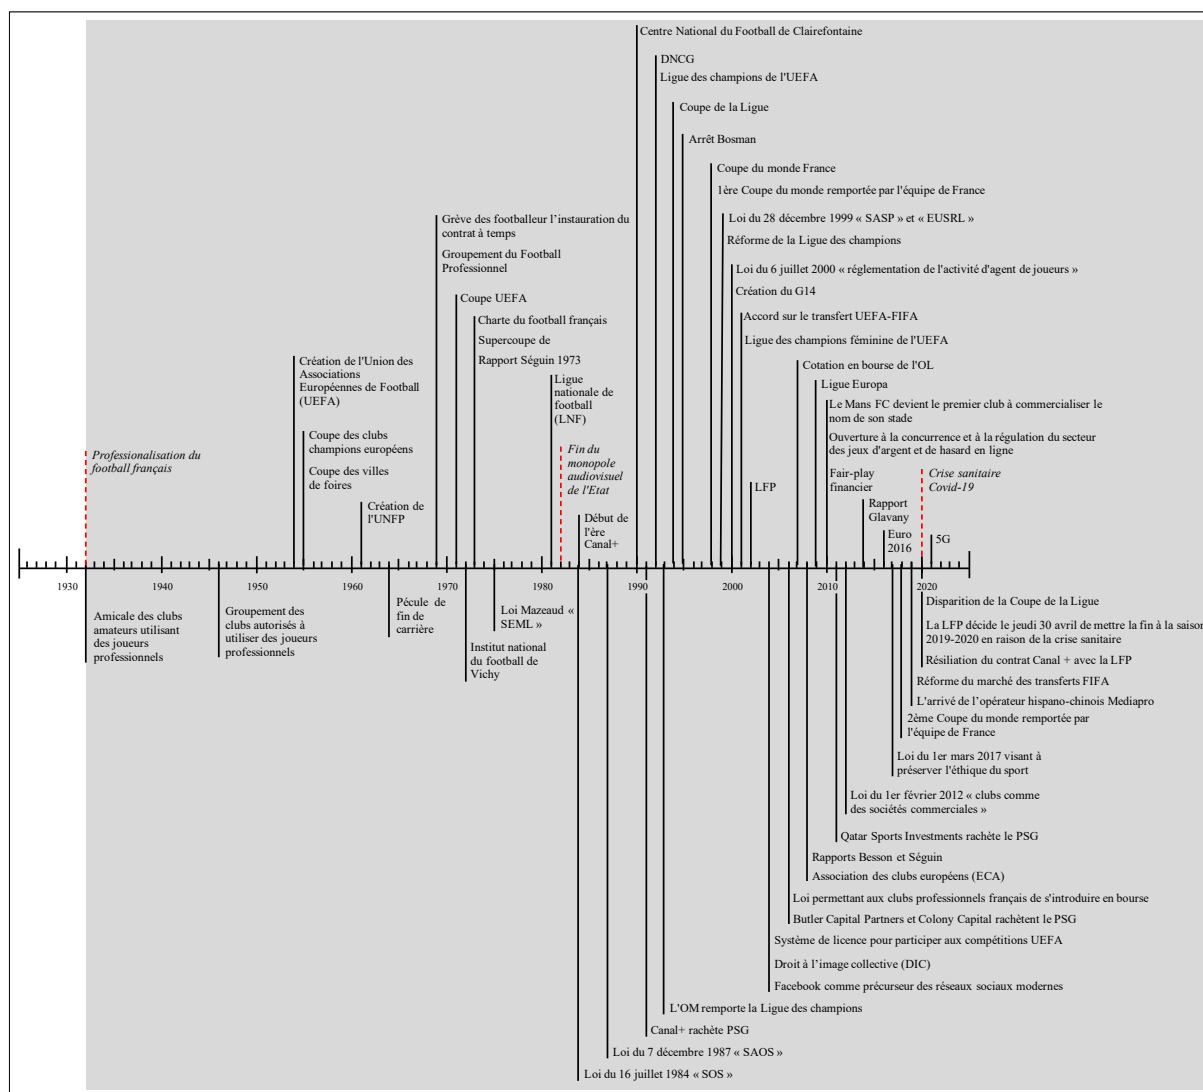 Centre National du Football de Clairefontaine
DNCG
Ligue des champions de l'UEFA
Coupe de la Ligue
Arrêt Bosman
Coupe du monde France
1ère Coupe du monde remportée par l'équipe de France
Grève des footballeur l’instauration du
contrat à temps
Groupement du Football
Professionnel
Loi du 28 décembre 1999 « SASP » et « EUSRL »
Réforme de la Ligue des champions
Loi du 6 juillet 2000 « réglementation de l'activité d'agent de joueurs »
Création du G14
Coupe UEFA
Charte du football français
Supercoupe de
Rapport Séguin 1973
Accord sur le transfert UEFA-FIFA
Ligue des champions féminine de l'UEFA
Création de l'Union des
Associations
Européennes de Football
(UEFA)
Cotation en bourse de l'OL
Ligue
nationale de
football
(LNF)
Ligue Europa
Le Mans FC devient le premier club à commercialiser le
nom de son stade
Coupe des clubs
champions européens
Coupe des villes
de foires
Ouverture à la concurrence et à la régulation du secteur
des jeux d'argent et de hasard en ligne
Professionalisation du
football français
Fin du
monopole
audiovisuel
de l'Etat
Fair-play
financier
Crise sanitaire
Covid-19
LFP
Création de
l'UNFP
Rapport
Glavany
Début de
l'ère
Canal+
Euro
2016
5G
1930 1940 1950 1960 1970 1980 1990 2000 2010 2020
Amicale des clubs
amateurs utilisant
des joueurs
professionnels
Groupement des
clubs autorisés à
utiliser des joueurs
professionnels
Pécule de
fin de
carrière
Loi Mazeaud «
SEML »
Institut national
du football de
Vichy
Disparition de la Coupe de la Ligue
La LFP décide le jeudi 30 avril de mettre la fin à la saison
2019-2020 en raison de la crise sanitaire
Résiliation du contrat Canal + avec la LFP
Réforme du marché des transferts FIFA
L'arrivé de l’opérateur hispano-chinois Mediapro
2ème Coupe du monde remportée par
l'équipe de France
Loi du 1er mars 2017 visant à
préserver l'éthique du sport
Loi du 1er février 2012 « clubs comme
des sociétés commerciales »
Qatar Sports Investments rachète le PSG
Rapports Besson et Séguin
Association des clubs européens (ECA)
Loi permettant aux clubs professionnels français de s'introduire en bourse
Butler Capital Partners et Colony Capital rachètent le PSG
Système de licence pour participer aux compétitions UEFA
Droit à l’image collective (DIC)
Facebook comme précurseur des réseaux sociaux modernes
L'OM remporte la Ligue des champions
Canal+ rachète PSG
Loi du 7 décembre 1987 « SAOS »
Loi du 16 juillet 1984 « SOS »